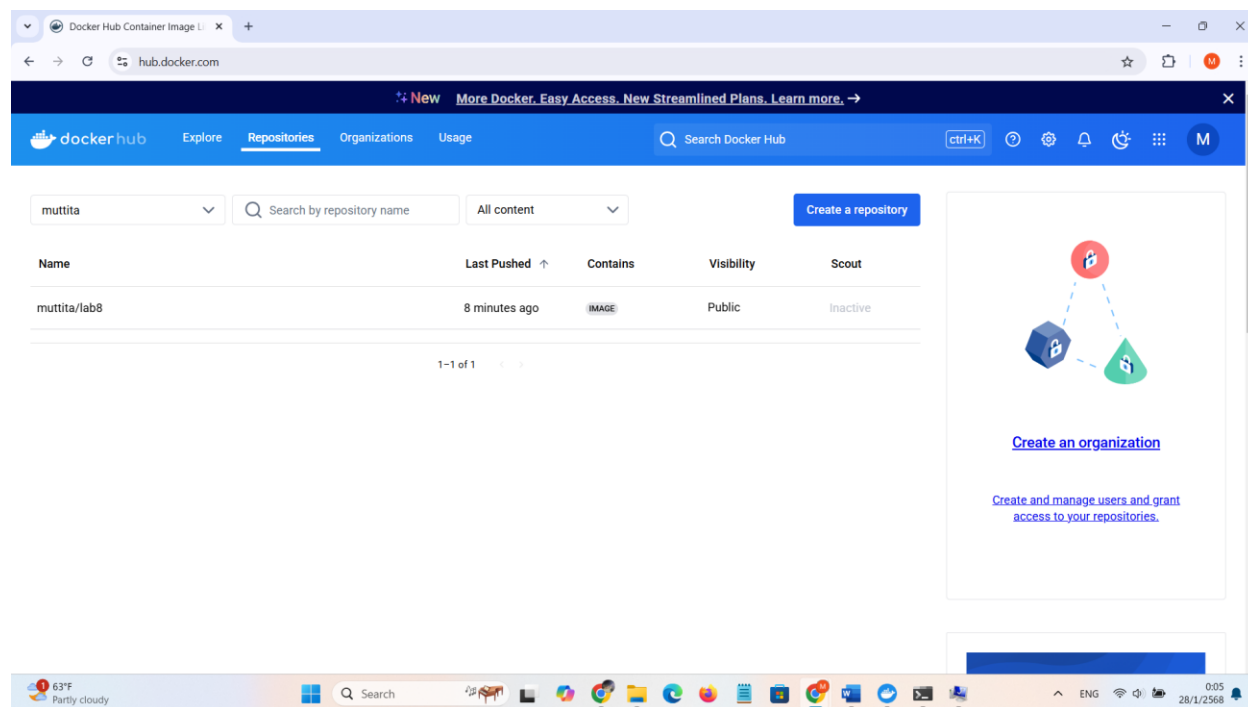 Docker Hub Container Image Li
hub.docker.com
New More Docker. Easy Access. New Streamlined Plans. Learn more. →
dockerhub Explore Repositories Organizations Usage Search Docker Hub ctrl+K M
muttita Search by repository name All content Create a repository
Name Last Pushed ↑ Contains Visibility Scout
muttita/lab8 8 minutes ago IMAGE Public Inactive
1–1 of 1
Create an organization
Create and manage users and grant
access to your repositories.
1 63°F
Partly cloudy
Search
ENG
0:05
28/1/2568